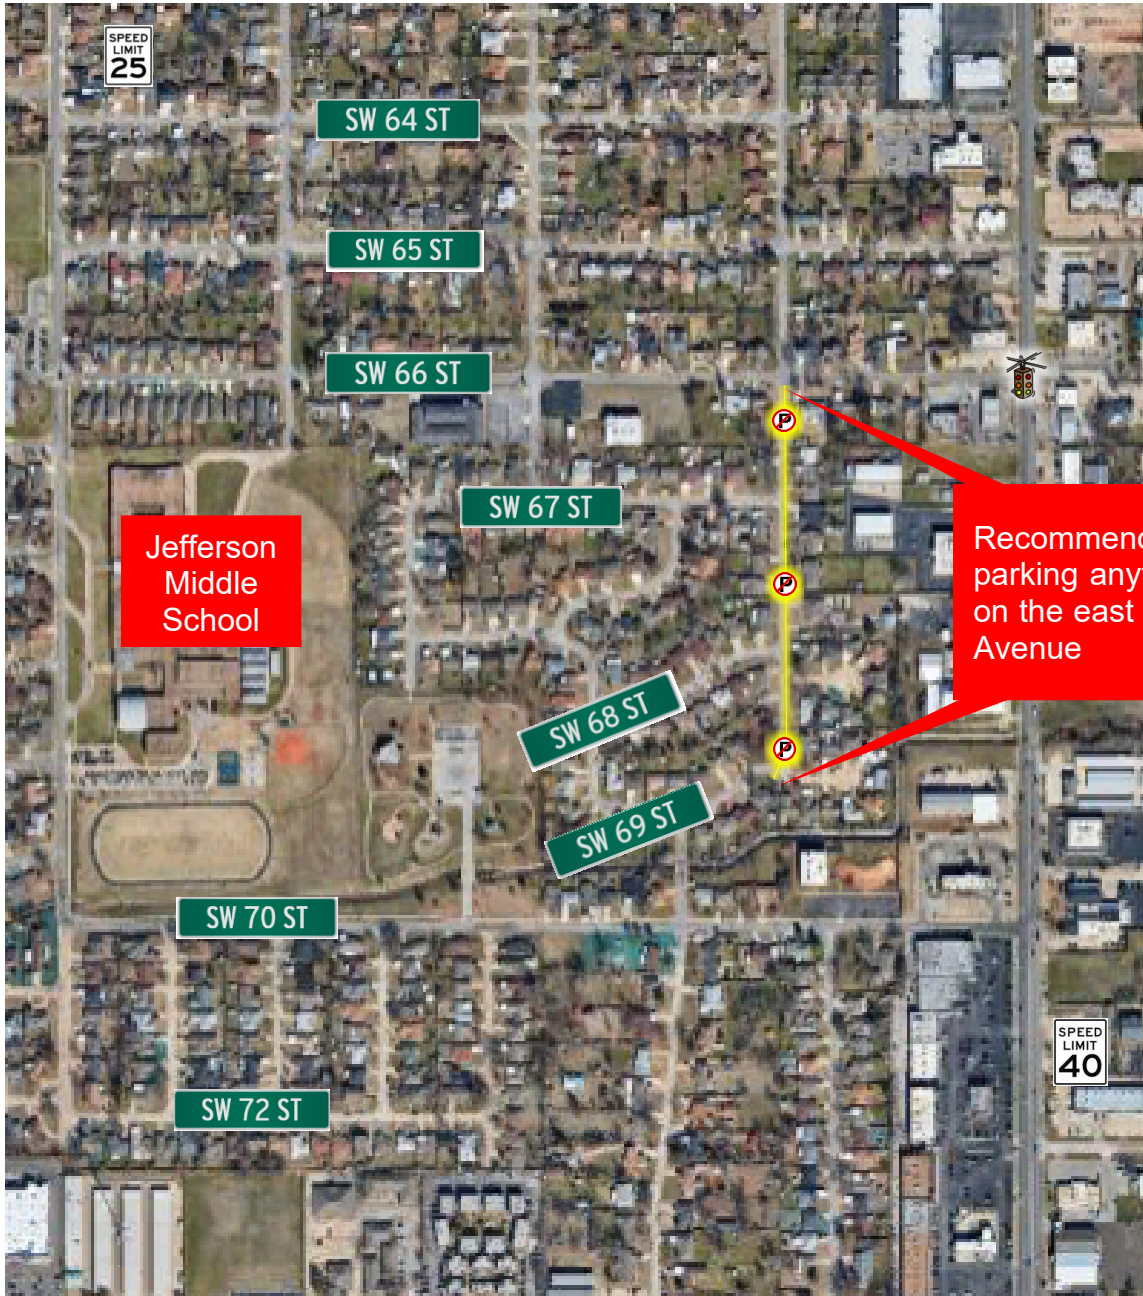 SPEED
LIMIT
25
SW 64 ST
SW 65 ST
SW 66 ST
P
SW 67 ST
Jefferson
Middle
School
P
Recommend
parking any
on the east
Avenue
SW 68 ST
P
SW 69 ST
SW 70 ST
SPEED
LIMIT
40
SW 72 ST